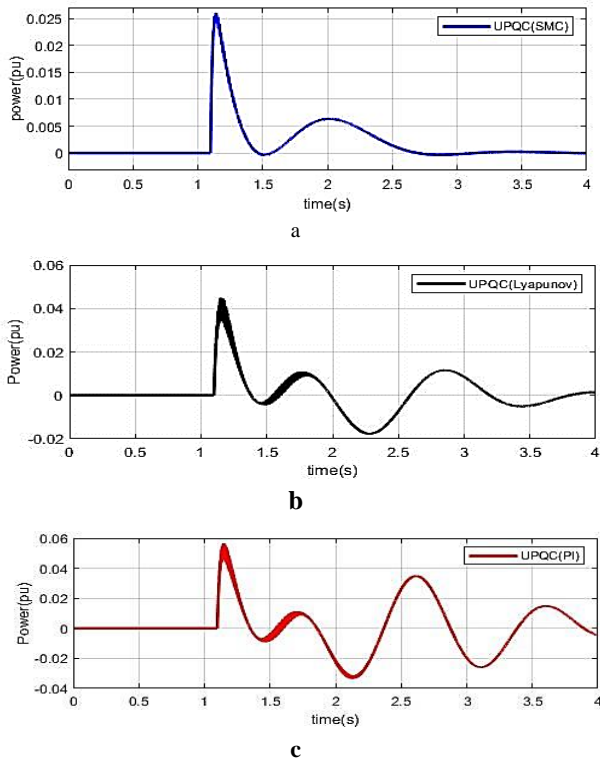 0.025
0.02
0.015
0.01
0.005
0
power(pu)
UPQC(SMC)
0 0.5 1 1.5 2 2.5 3 3.5 4
time(s)
a
0.06
0.04
0.02
0
-0.02
Power(pu)
UPQC(Lyapunov)
0 0.5 1 1.5 2 2.5 3 3.5 4
time(s)
b
0.06
0.04
0.02
0
-0.02
-0.04
Power(pu)
UPQC(PI)
0 0.5 1 1.5 2 2.5 3 3.5 4
time(s)
c